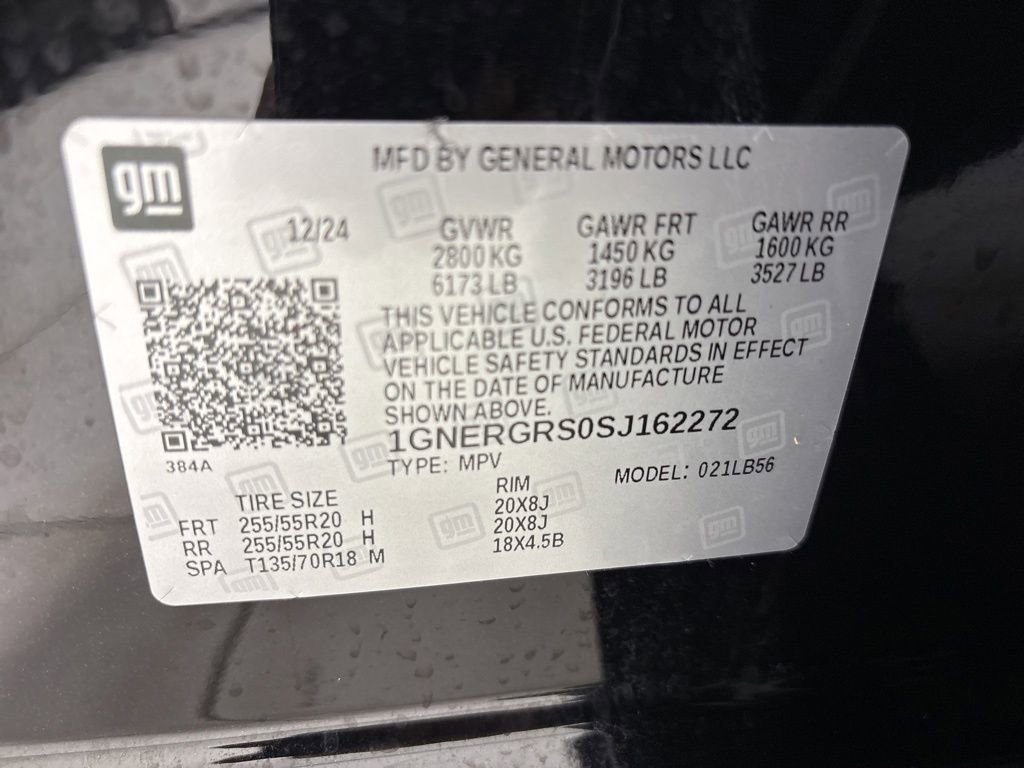 gm
MFD BY GENERAL MOTORS LLC
12/24 GVWR GAWR FRT GAWR RR
2800 KG 1450 KG 1600 KG
6173 LB 3196 LB 3527 LB
THIS VEHICLE CONFORMS TO ALL
APPLICABLE U.S. FEDERAL MOTOR
VEHICLE SAFETY STANDARDS IN EFFECT
ON THE DATE OF MANUFACTURE
SHOWN ABOVE.
1GNERGRS0SJ162272
384A
TYPE: MPV MODEL: 021LB56
TIRE SIZE RIM
FRT 255/55R20 H 20X8J
RR 255/55R20 H 20X8J
SPA T135/70R18 M 18X4.5B